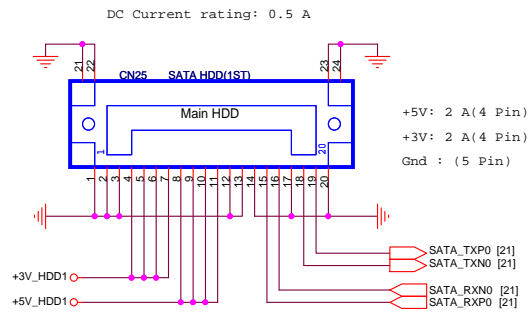 DC Current rating: 0.5 A
21 22 23 24
CN25 SATA HDD(1ST)
Main HDD
+5V: 2 A(4 Pin)
+3V: 2 A(4 Pin)
Gnd : (5 Pin)
1 20
1 2 3 4 5 6 7 8 9 10 11 12 13 14 15 16 17 18 19 20
SATA_TXP0 [21]
SATA_TXN0 [21]
+3V_HDD1
SATA_RXN0 [21]
+5V_HDD1
SATA_RXP0 [21]